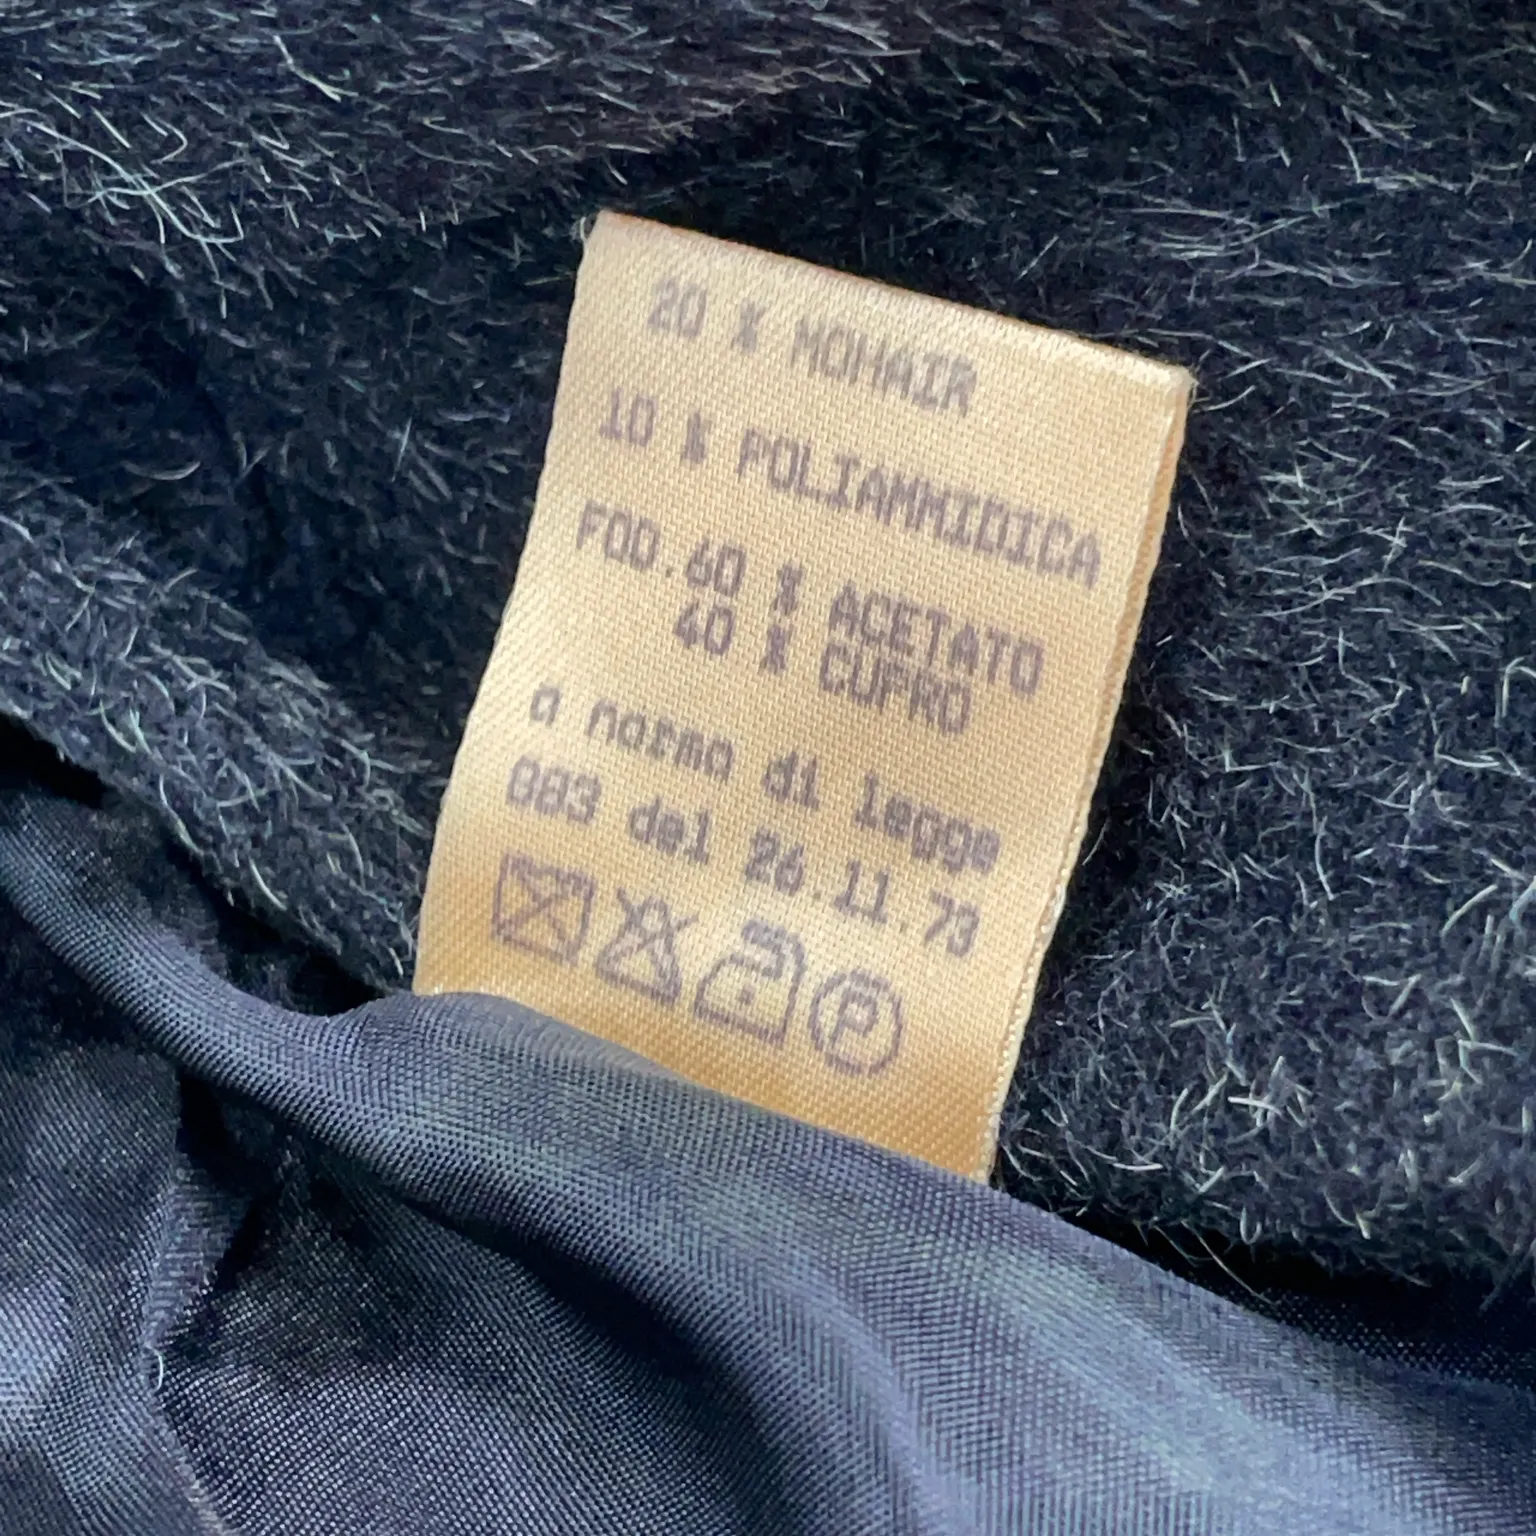 20 % MOHAIR
10 % POLIAMMIDICA
FOD.60 % ACETATO
40 % CUPRO
a norma di legge
883 del 26.11.73
P